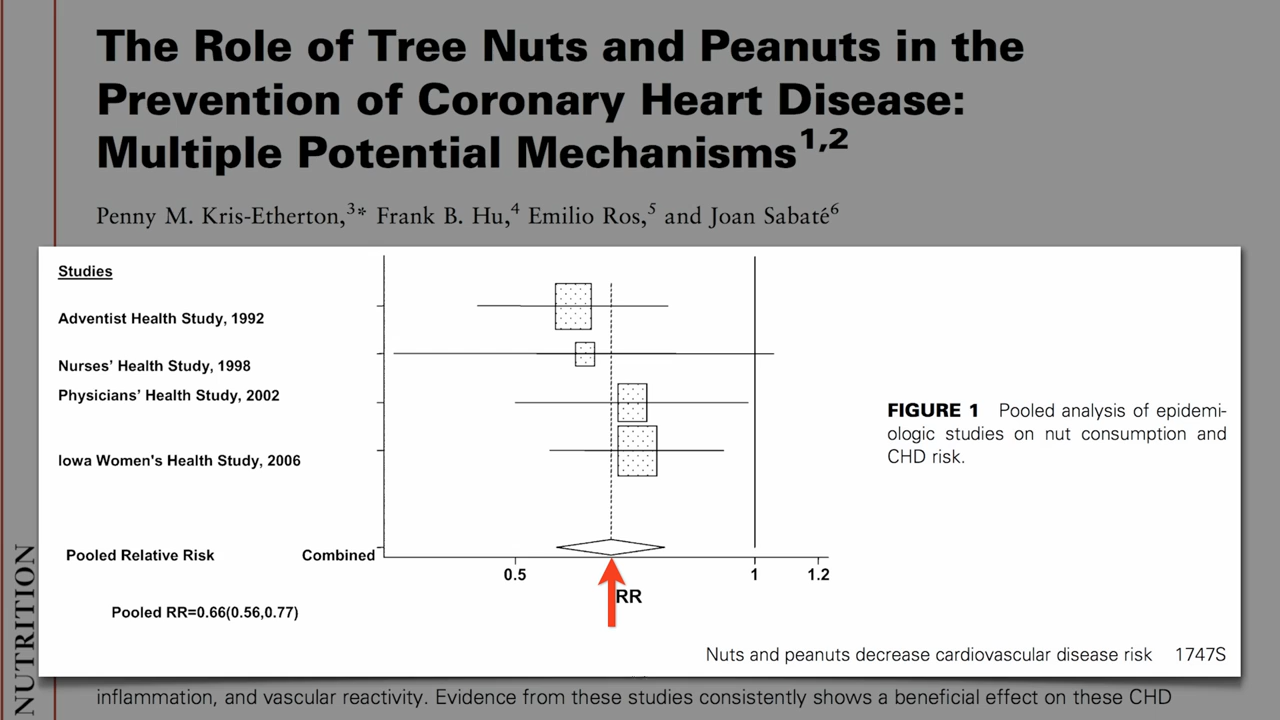 The Role of Tree Nuts and Peanuts in the
Prevention of Coronary Heart Disease:
Multiple Potential Mechanisms1,2
Penny M. Kris-Etherton,3* Frank B. Hu,4 Emilio Ros,5 and Joan Sabaté6
Studies
Adventist Health Study, 1992
Nurses’ Health Study, 1998
Physicians’ Health Study, 2002
Iowa Women's Health Study, 2006
Pooled Relative Risk Combined
0.5 1 1.2
RR
Pooled RR=0.66(0.56,0.77)
FIGURE 1 Pooled analysis of epidemi-
ologic studies on nut consumption and
CHD risk.
Nuts and peanuts decrease cardiovascular disease risk 1747S
NUTRITION
inflammation, and vascular reactivity. Evidence from these studies consistently shows a beneficial effect on these CHD